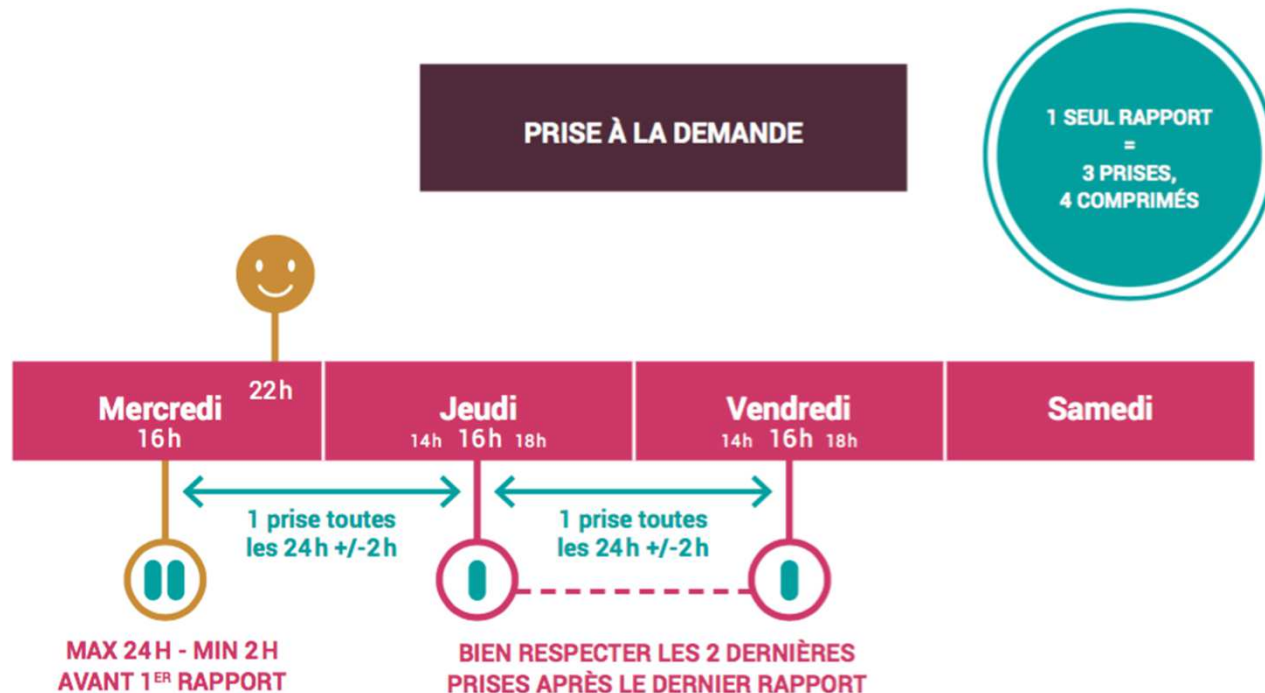 PRISE À LA DEMANDE
1 SEUL RAPPORT
=
3 PRISES,
4 COMPRIMÉS
22h
Mercredi
16h
Jeudi
14h 16h 18h
Vendredi
14h 16h 18h
Samedi
1 prise toutes
les 24h +/-2h
1 prise toutes
les 24h +/-2h
MAX 24H - MIN 2H
AVANT 1ER RAPPORT
BIEN RESPECTER LES 2 DERNIÈRES
PRISES APRÈS LE DERNIER RAPPORT